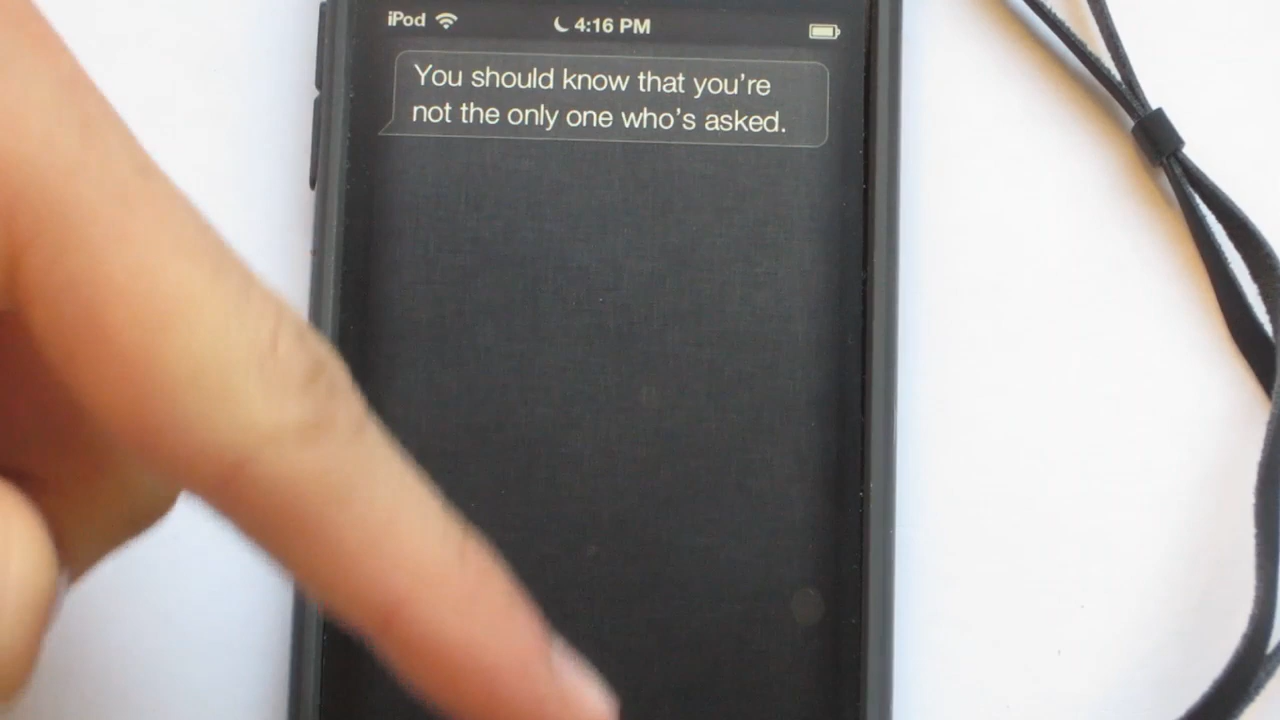 iPod 4:16 PM
You should know that you're
not the only one who's asked.